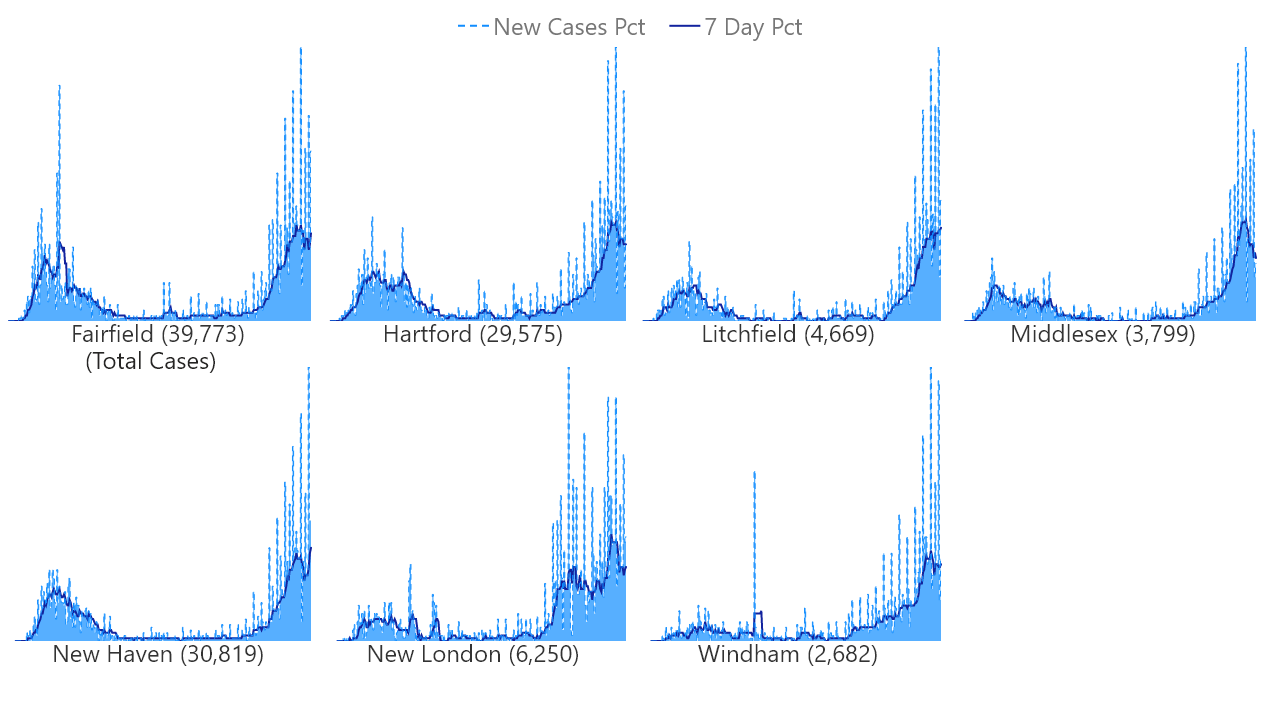 New Cases Pct 7 Day Pct
Fairfield (39,773)
(Total Cases)
Hartford (29,575)
Litchfield (4,669)
Middlesex (3,799)
New Haven (30,819)
New London (6,250)
Windham (2,682)